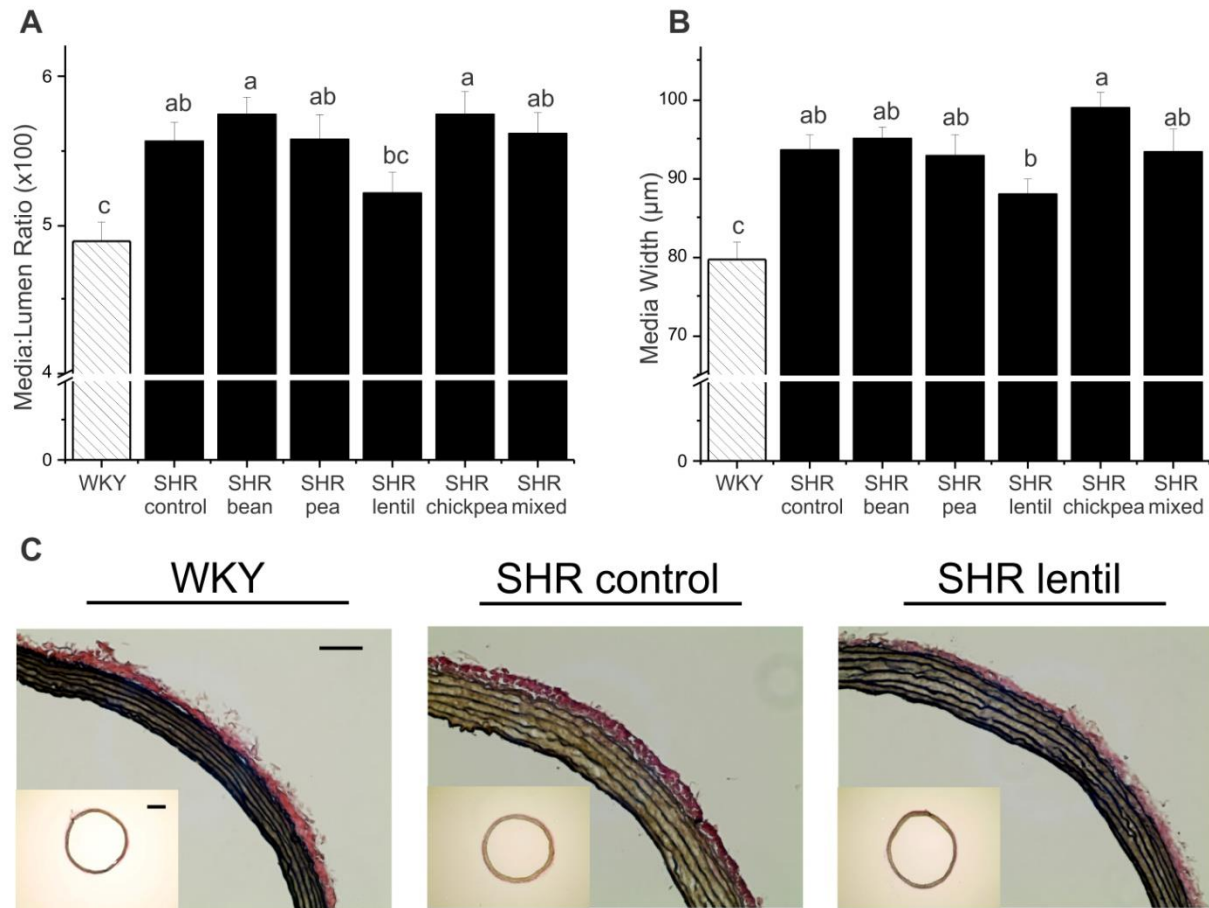 A
Media:Lumen Ratio (x100)
6
5
4
0
c
ab
a
ab
bc
a
ab
WKY
SHR control
SHR bean
SHR pea
SHR lentil
SHR chickpea
SHR mixed
B
Media Width (µm)
100
90
80
70
0
c
ab
ab
ab
b
a
ab
WKY
SHR control
SHR bean
SHR pea
SHR lentil
SHR chickpea
SHR mixed
C
WKY
SHR control
SHR lentil